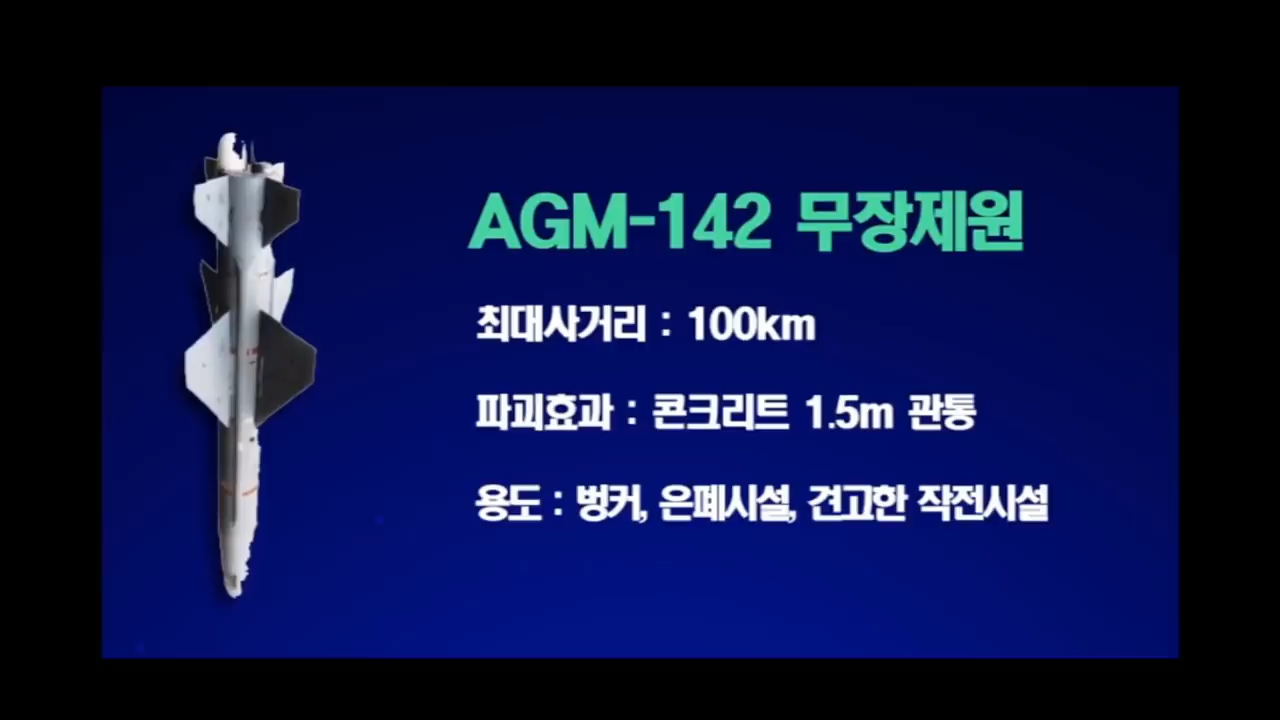 AGM-142 무장제원
최대사거리 : 100km
파괴효과 : 콘크리트 1.5m 관통
용도 : 벙커, 은폐시설, 견고한 작전시설